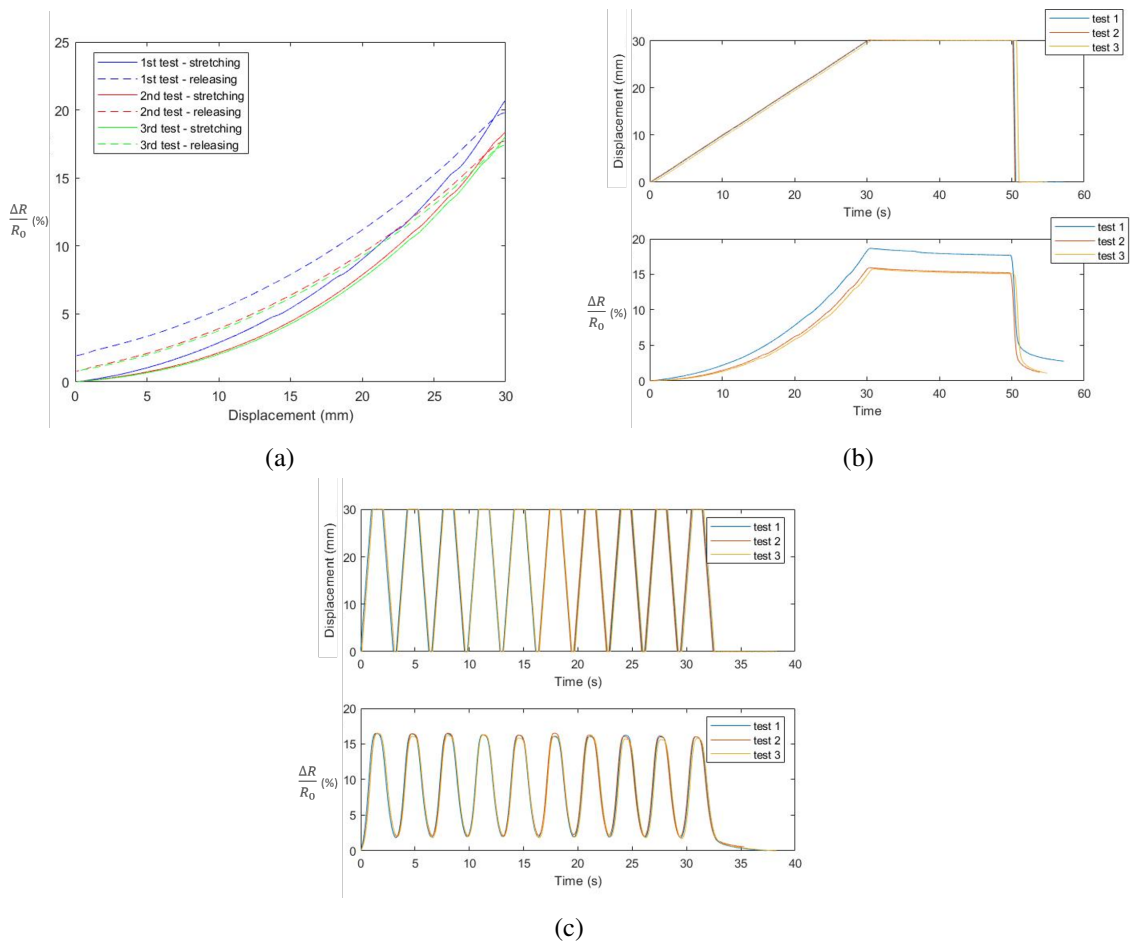 25
20
15
10
5
0
ΔR/R₀ (%)
1st test - stretching
1st test - releasing
2nd test - stretching
2nd test - releasing
3rd test - stretching
3rd test - releasing
0 5 10 15 20 25 30
Displacement (mm)
(a)
test 1
test 2
test 3
30
20
10
0
Displacement (mm)
0 10 20 30 40 50 60
Time (s)
test 1
test 2
test 3
20
15
10
5
0
ΔR/R₀ (%)
0 10 20 30 40 50 60
Time
(b)
30
20
10
0
Displacement (mm)
test 1
test 2
test 3
0 5 10 15 20 25 30 35 40
Time (s)
20
15
10
5
0
ΔR/R₀ (%)
test 1
test 2
test 3
0 5 10 15 20 25 30 35 40
Time (s)
(c)